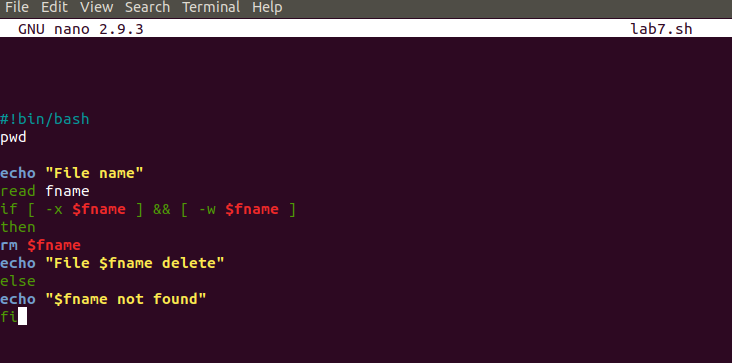 File Edit View Search Terminal Help
GNU nano 2.9.3 lab7.sh
#!bin/bash
pwd
echo "File name"
read fname
if [ -x $fname ] && [ -w $fname ]
then
rm $fname
echo "File $fname delete"
else
echo "$fname not found"
fi